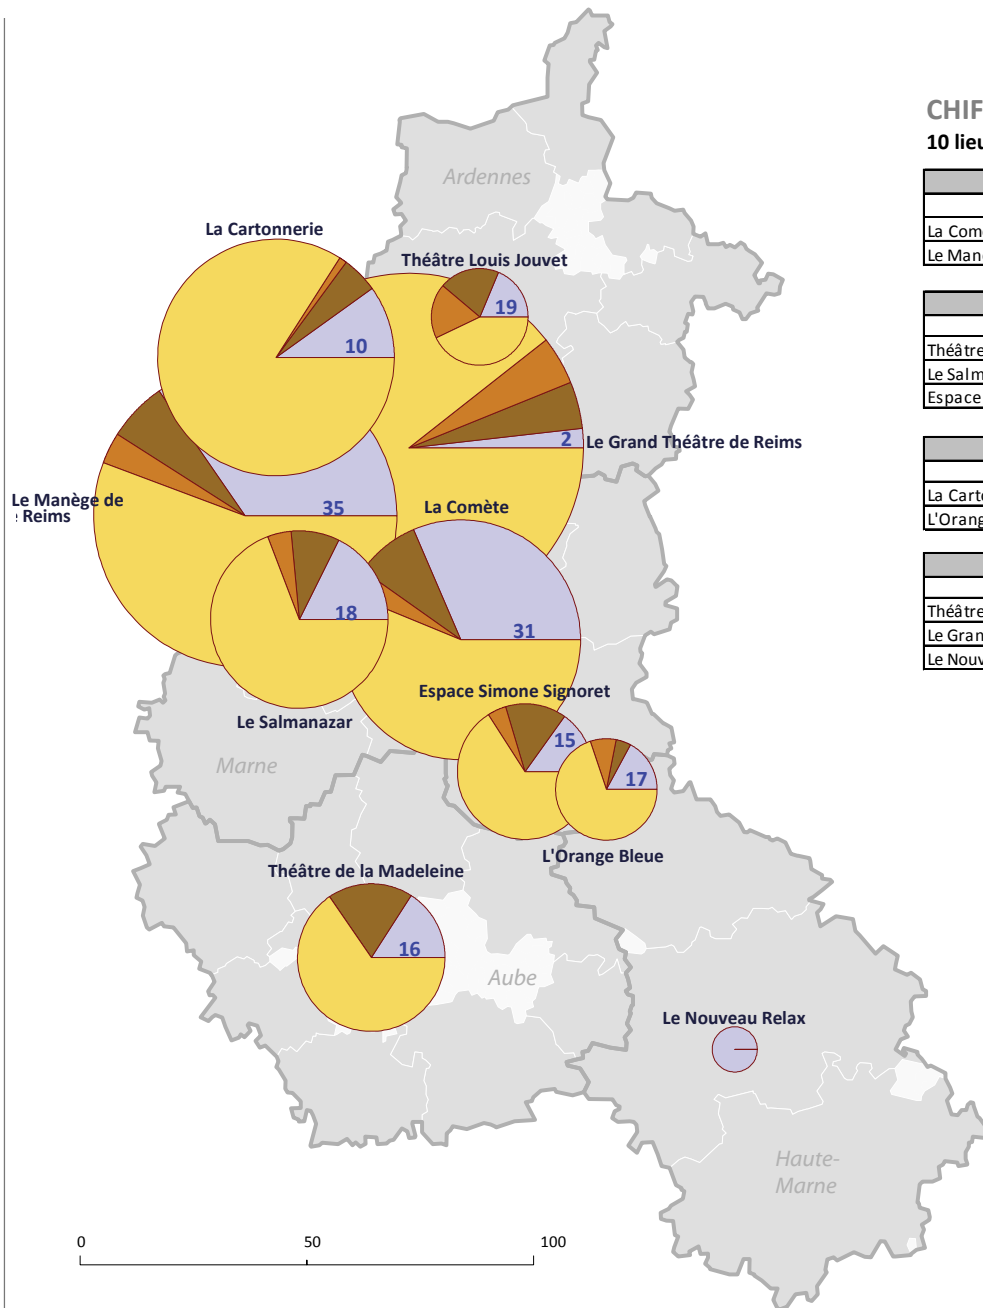 CHIF
10 lieu
Ardennes
La Cartonnerie
Théâtre Louis Jouvet
19
10
La Com
Le Man
Théâtre
Le Salm
Espace
2
Le Grand Théâtre de Reims
Le Manège de
Reims
35
La Comète
La Carto
L'Orang
18
31
Théâtre
Le Gran
Le Nouv
Espace Simone Signoret
Le Salmanazar
15
Marne
17
L'Orange Bleue
Théâtre de la Madeleine
16
Aube
Le Nouveau Relax
Haute-
Marne
0 50 100